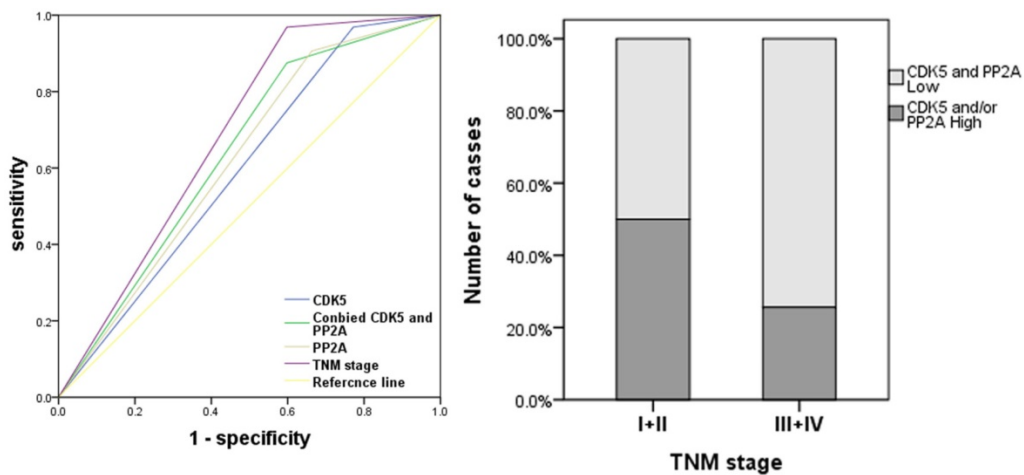 1.0
0.8
0.6
0.4
0.2
0.0
sensitivity
0.0 0.2 0.4 0.6 0.8 1.0
1 - specificity
CDK5
Conbied CDK5 and
PP2A
PP2A
TNM stage
Refercnce line
100.0%
80.0%
60.0%
40.0%
20.0%
0.0%
Number of casses
I+II III+IV
TNM stage
CDK5 and PP2A
Low
CDK5 and/or
PP2A High